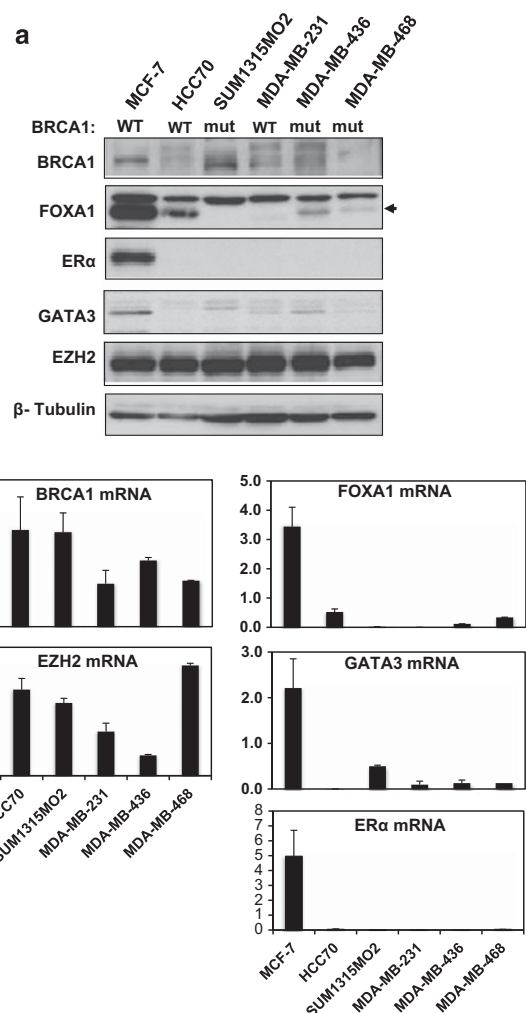 a
MCF-7
HCC70
SUM1315MO2
MDA-MB-231
MDA-MB-436
MDA-MB-468
BRCA1: WT WT mut WT mut mut
BRCA1
FOXA1
ERα
GATA3
EZH2
β- Tubulin
BRCA1 mRNA
EZH2 mRNA
CC70
SUM1315MO2
MDA-MB-231
MDA-MB-436
MDA-MB-468
FOXA1 mRNA
5.0
4.0
3.0
2.0
1.0
0.0
GATA3 mRNA
3.0
2.0
1.0
0.0
ERα mRNA
8
7
6
5
4
3
2
1
0
MCF-7
HCC70
SUM1315MO2
MDA-MB-231
MDA-MB-436
MDA-MB-468